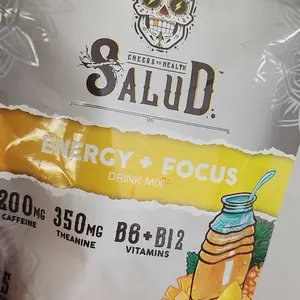 CHEERS TO HEALTH
SALUD.
ENERGY + FOCUS
DRINK MIX
200MG 350MG B6+B12
CAFFEINE THEANINE VITAMINS